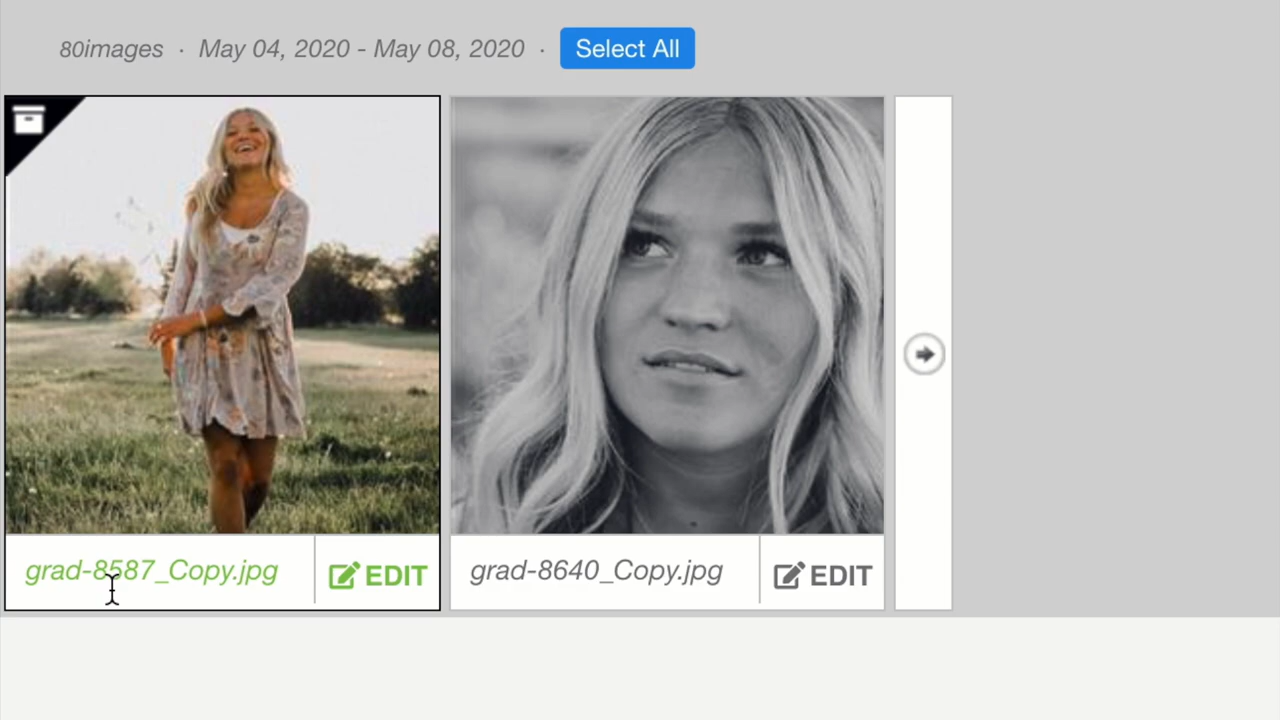 80images · May 04, 2020 - May 08, 2020 · Select All
grad-8587_Copy.jpg EDIT grad-8640_Copy.jpg EDIT